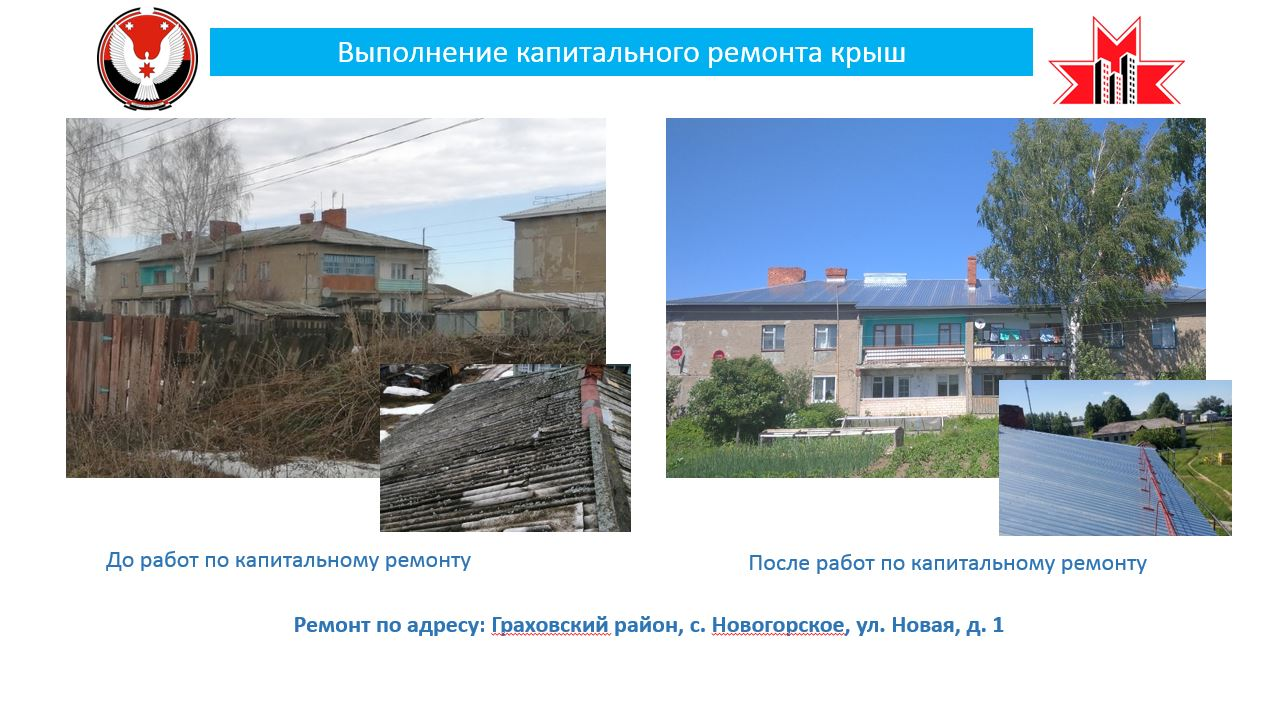 Выполнение капитального ремонта крыш
До работ по капитальному ремонту
После работ по капитальному ремонту
Ремонт по адресу: Граховский район, с. Новогорское, ул. Новая, д. 1